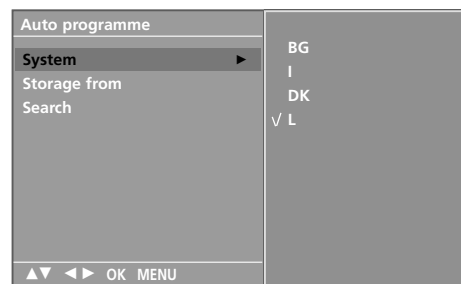 Auto programme
System ►
Storage from
Search
▲▼ ◄► OK MENU
BG
I
DK
√ L